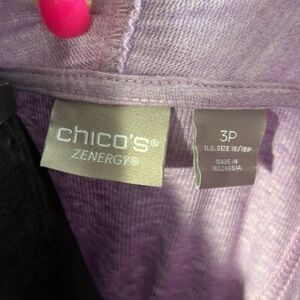 chico's®
ZENERGY®
3P
U.S. SIZE 16/18P
MADE IN
INDONESIA